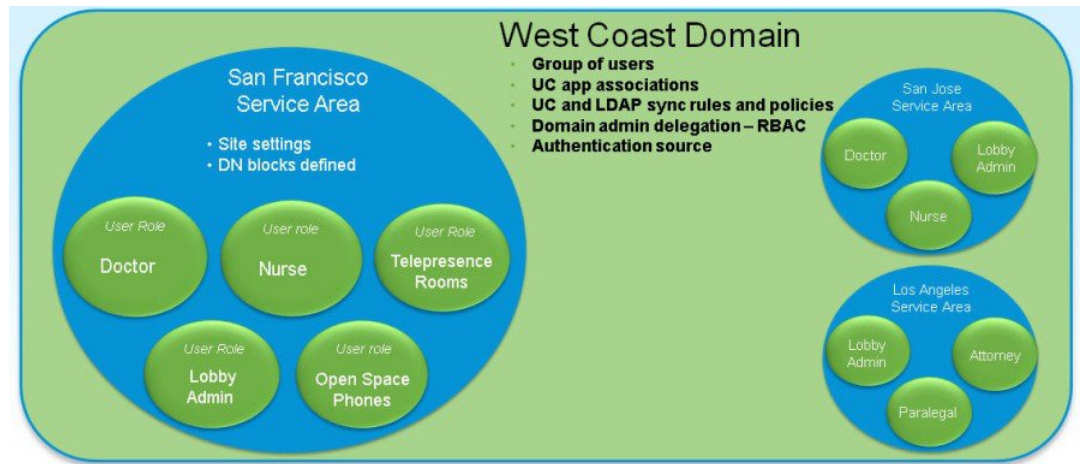 West Coast Domain
· Group of users
· UC app associations
· UC and LDAP sync rules and policies
· Domain admin delegation – RBAC
· Authentication source
San Francisco
Service Area
• Site settings
• DN blocks defined
User Role
Doctor
User role
Nurse
User Role
Telepresence
Rooms
User Role
Lobby
Admin
User role
Open Space
Phones
San Jose
Service Area
Doctor
Lobby
Admin
Nurse
Los Angeles
Service Area
Lobby
Admin
Attorney
Paralegal